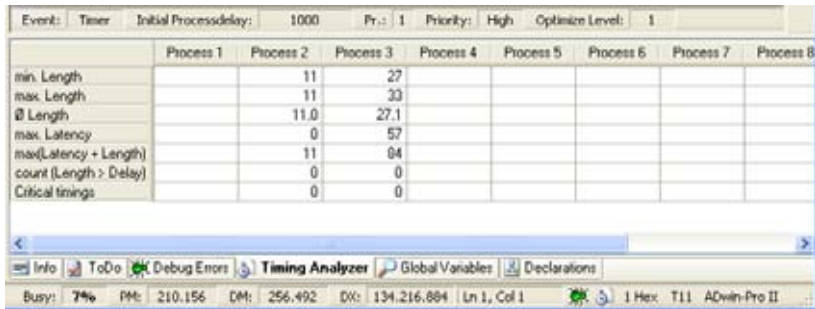 Event: Timer Initial Processdelay: 1000 Pr.: 1 Priority: High Optimize Level: 1
Process 1 Process 2 Process 3 Process 4 Process 5 Process 6 Process 7 Process 8
min. Length 11 27
max. Length 11 33
Ø Length 11.0 27.1
max. Latency 0 57
max(Latency + Length) 11 84
count (Length > Delay) 0 0
Critical timings 0 0
Info ToDo Debug Errors Timing Analyzer Global Variables Declarations
Busy: 7% PM: 210.156 DM: 256.492 DX: 134.216.884 Ln 1, Col 1 1 Hex T11 ADwin-Pro II